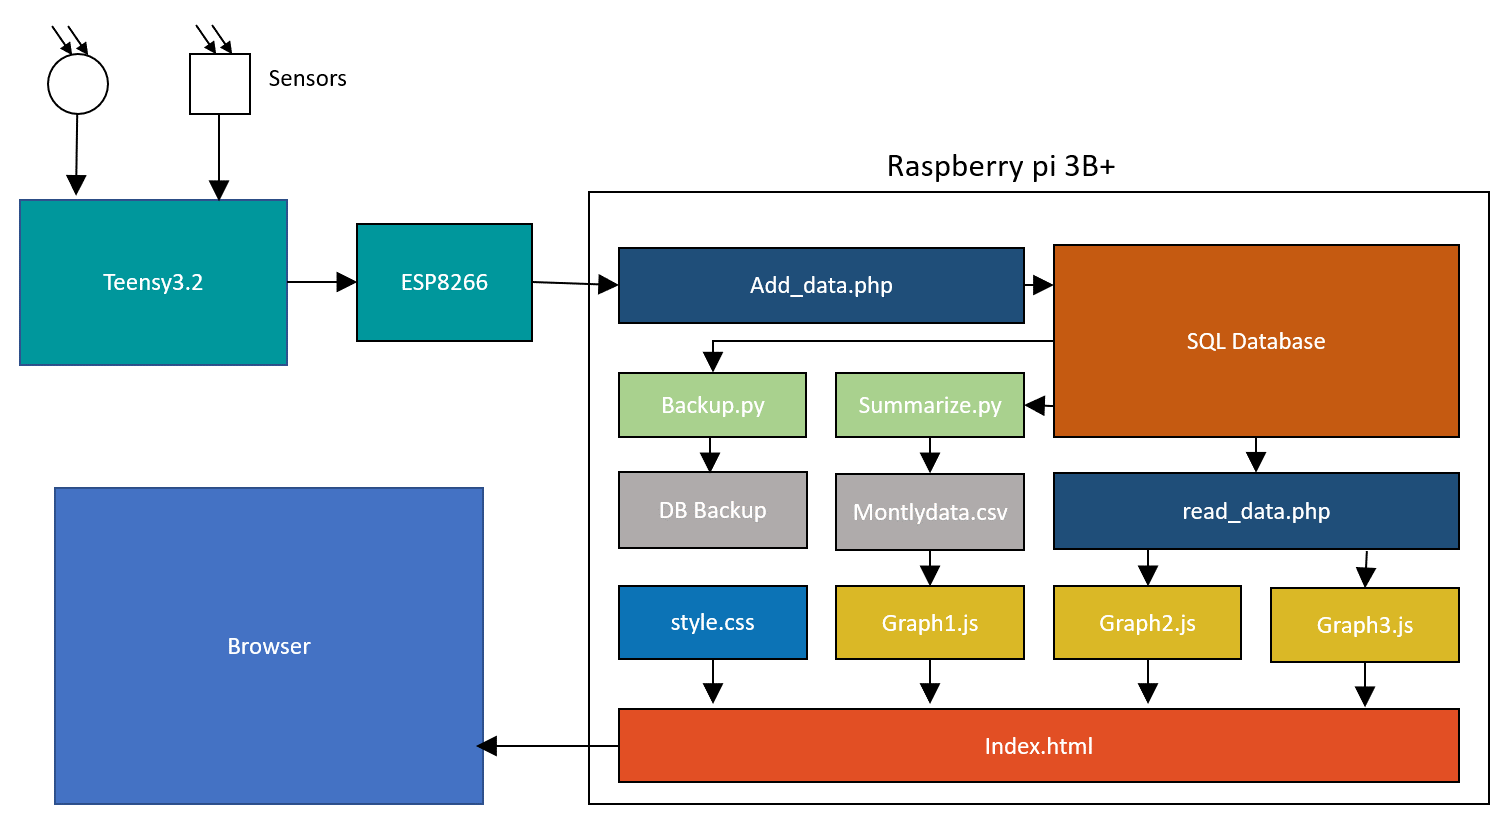 Sensors
Raspberry pi 3B+
Teensy3.2
ESP8266
Add_data.php
SQL Database
Backup.py
Summarize.py
DB Backup
Montlydata.csv
read_data.php
style.css
Graph1.js
Graph2.js
Graph3.js
Browser
Index.html